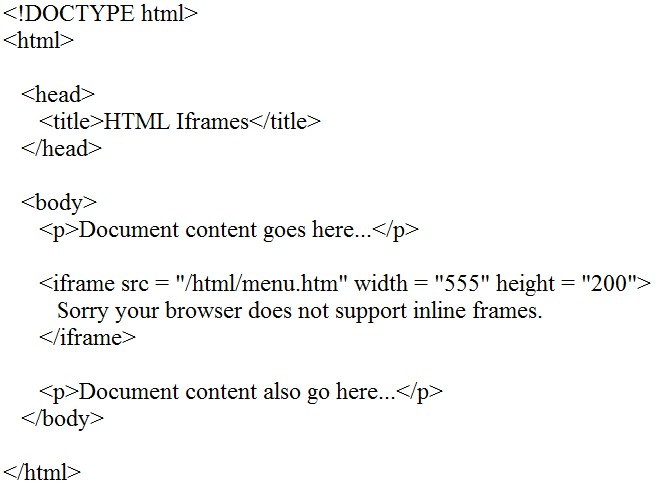 <!DOCTYPE html>
<html>
<head>
<title>HTML Iframes</title>
</head>
<body>
<p>Document content goes here...</p>
<iframe src = "/html/menu.htm" width = "555" height = "200">
Sorry your browser does not support inline frames.
</iframe>
<p>Document content also go here...</p>
</body>
</html>